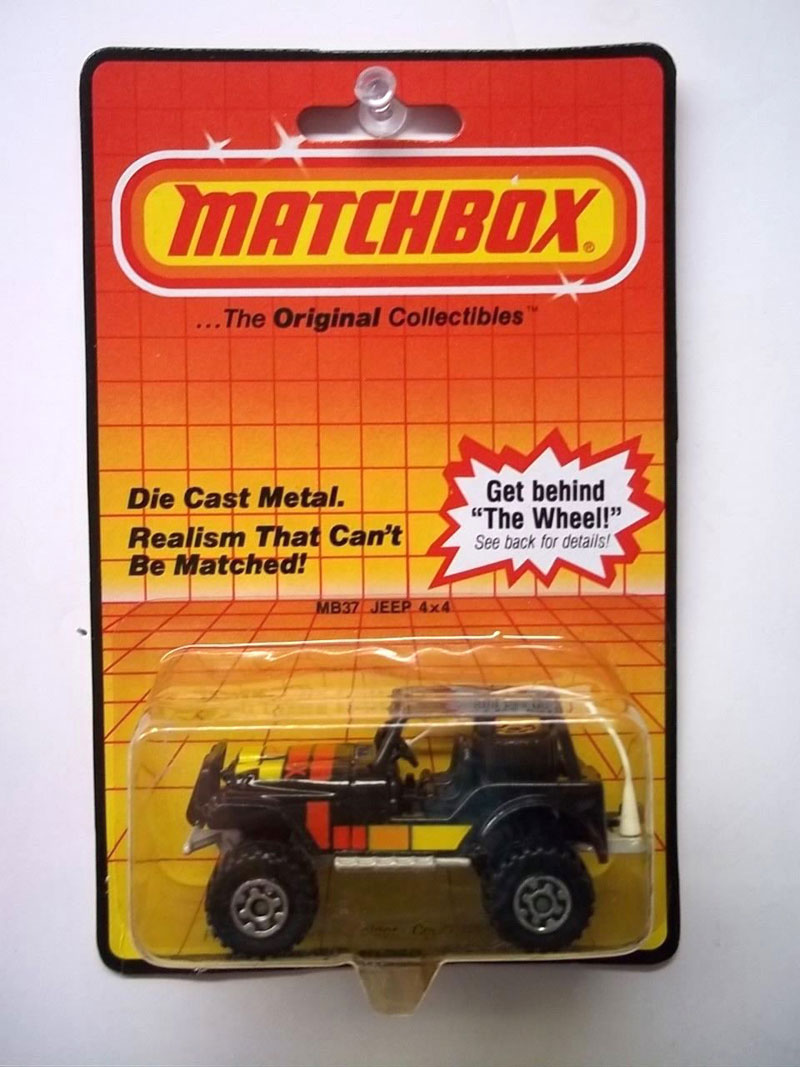 MATCHBOX®
...The Original Collectibles™
Die Cast Metal.
Realism That Can't
Be Matched!
Get behind
"The Wheel!"
See back for details!
MB37 JEEP 4x4